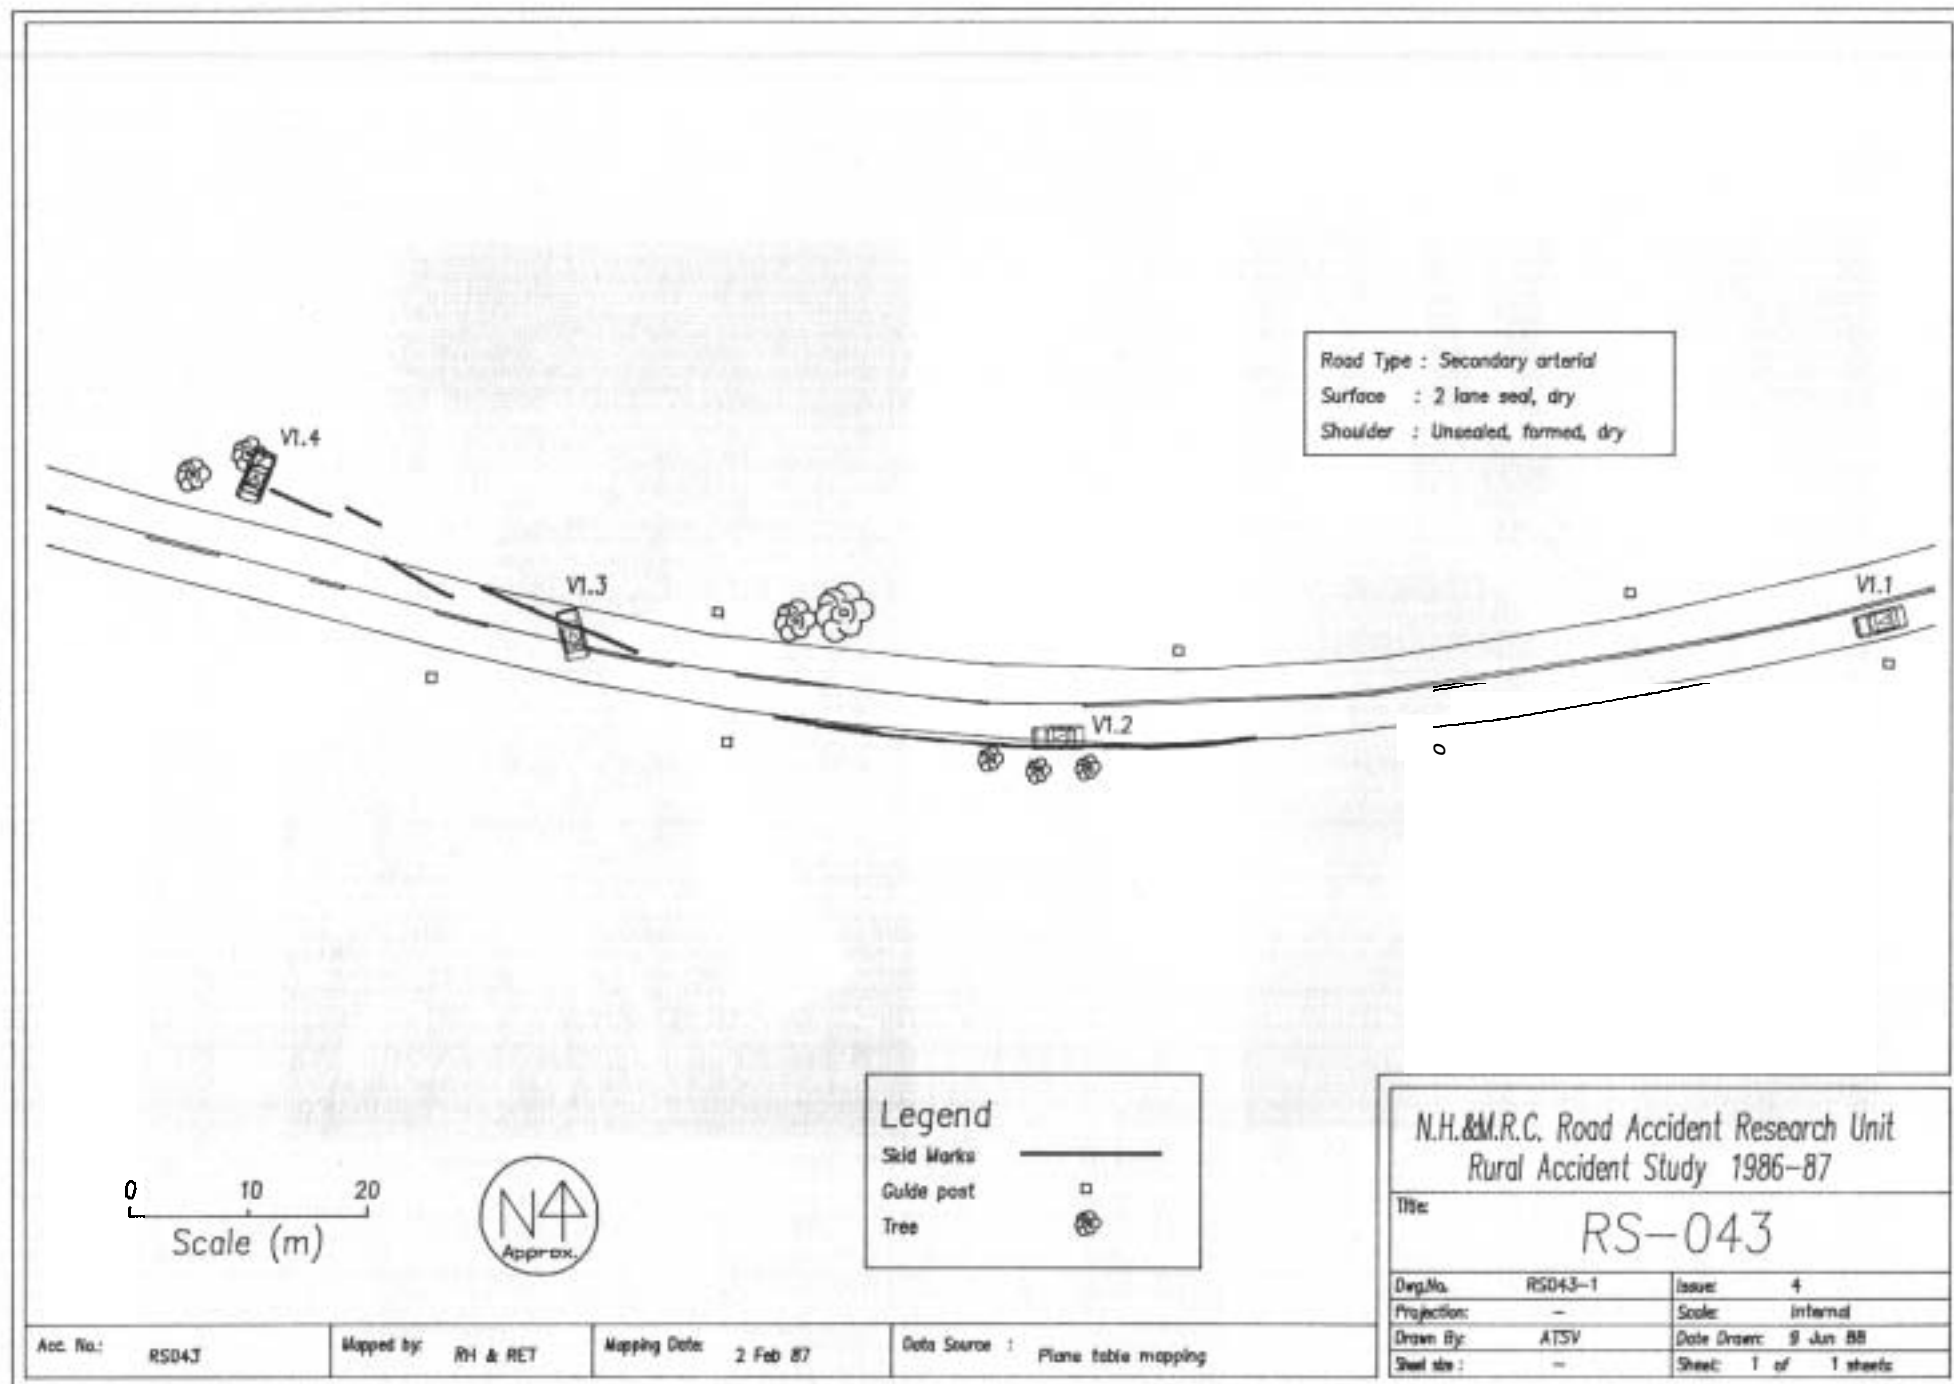 Road Type : Secondary arterial
Surface : 2 lane seal, dry
Shoulder : Unsealed, formed, dry
V1.4
V1.3
V1.1
V1.2
Legend
Skid Marks
Guide post
Tree
0 10 20
Scale (m)
N
Approx.
N.H.&M.R.C. Road Accident Research Unit
Rural Accident Study 1986-87
Title:
RS-043
Dwg.No. RS043-1 Issue: 4
Projection: - Scale: Internal
Drawn By: ATSV Date Drawn: 9 Jun 88
Sheet size : - Sheet: 1 of 1 sheets
Acc. No.: RS043 Mapped by: RH & RET Mapping Date: 2 Feb 87 Data Source : Plane table mapping